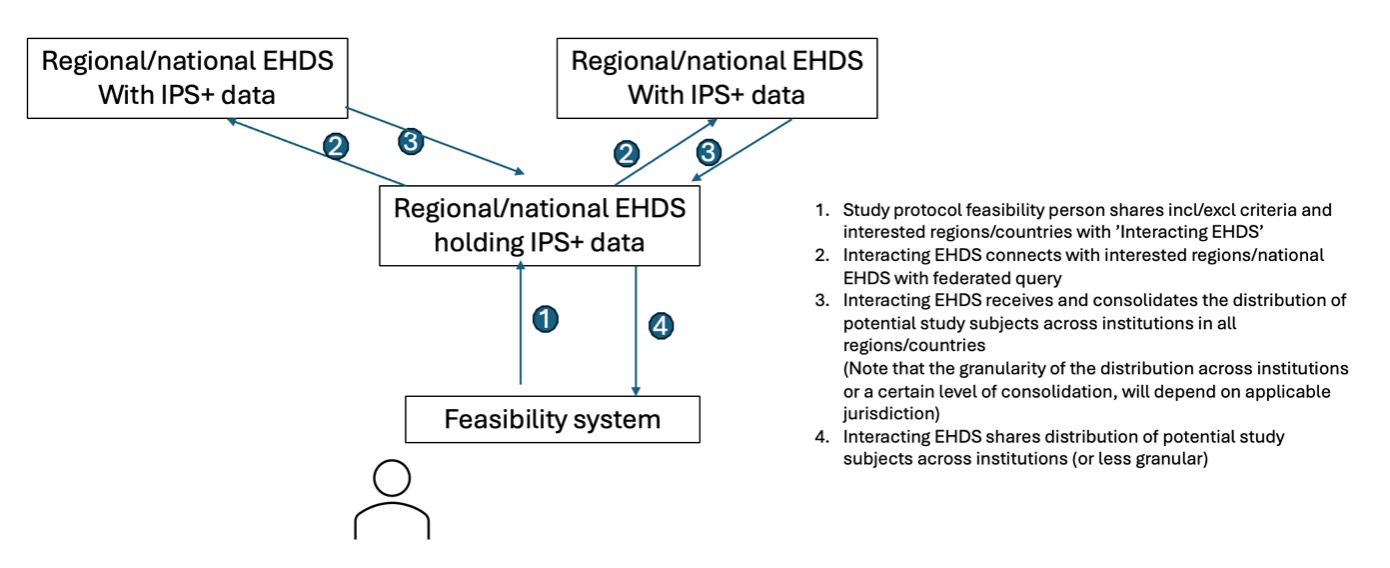 Regional/national EHDS
With IPS+ data
Regional/national EHDS
With IPS+ data
2
3
2
3
Regional/national EHDS
holding IPS+ data
1
4
Feasibility system
1. Study protocol feasibility person shares incl/excl criteria and
interested regions/countries with ’Interacting EHDS’
2. Interacting EHDS connects with interested regions/national
EHDS with federated query
3. Interacting EHDS receives and consolidates the distribution of
potential study subjects across institutions in all
regions/countries
(Note that the granularity of the distribution across institutions
or a certain level of consolidation, will depend on applicable
jurisdiction)
4. Interacting EHDS shares distribution of potential study
subjects across institutions (or less granular)